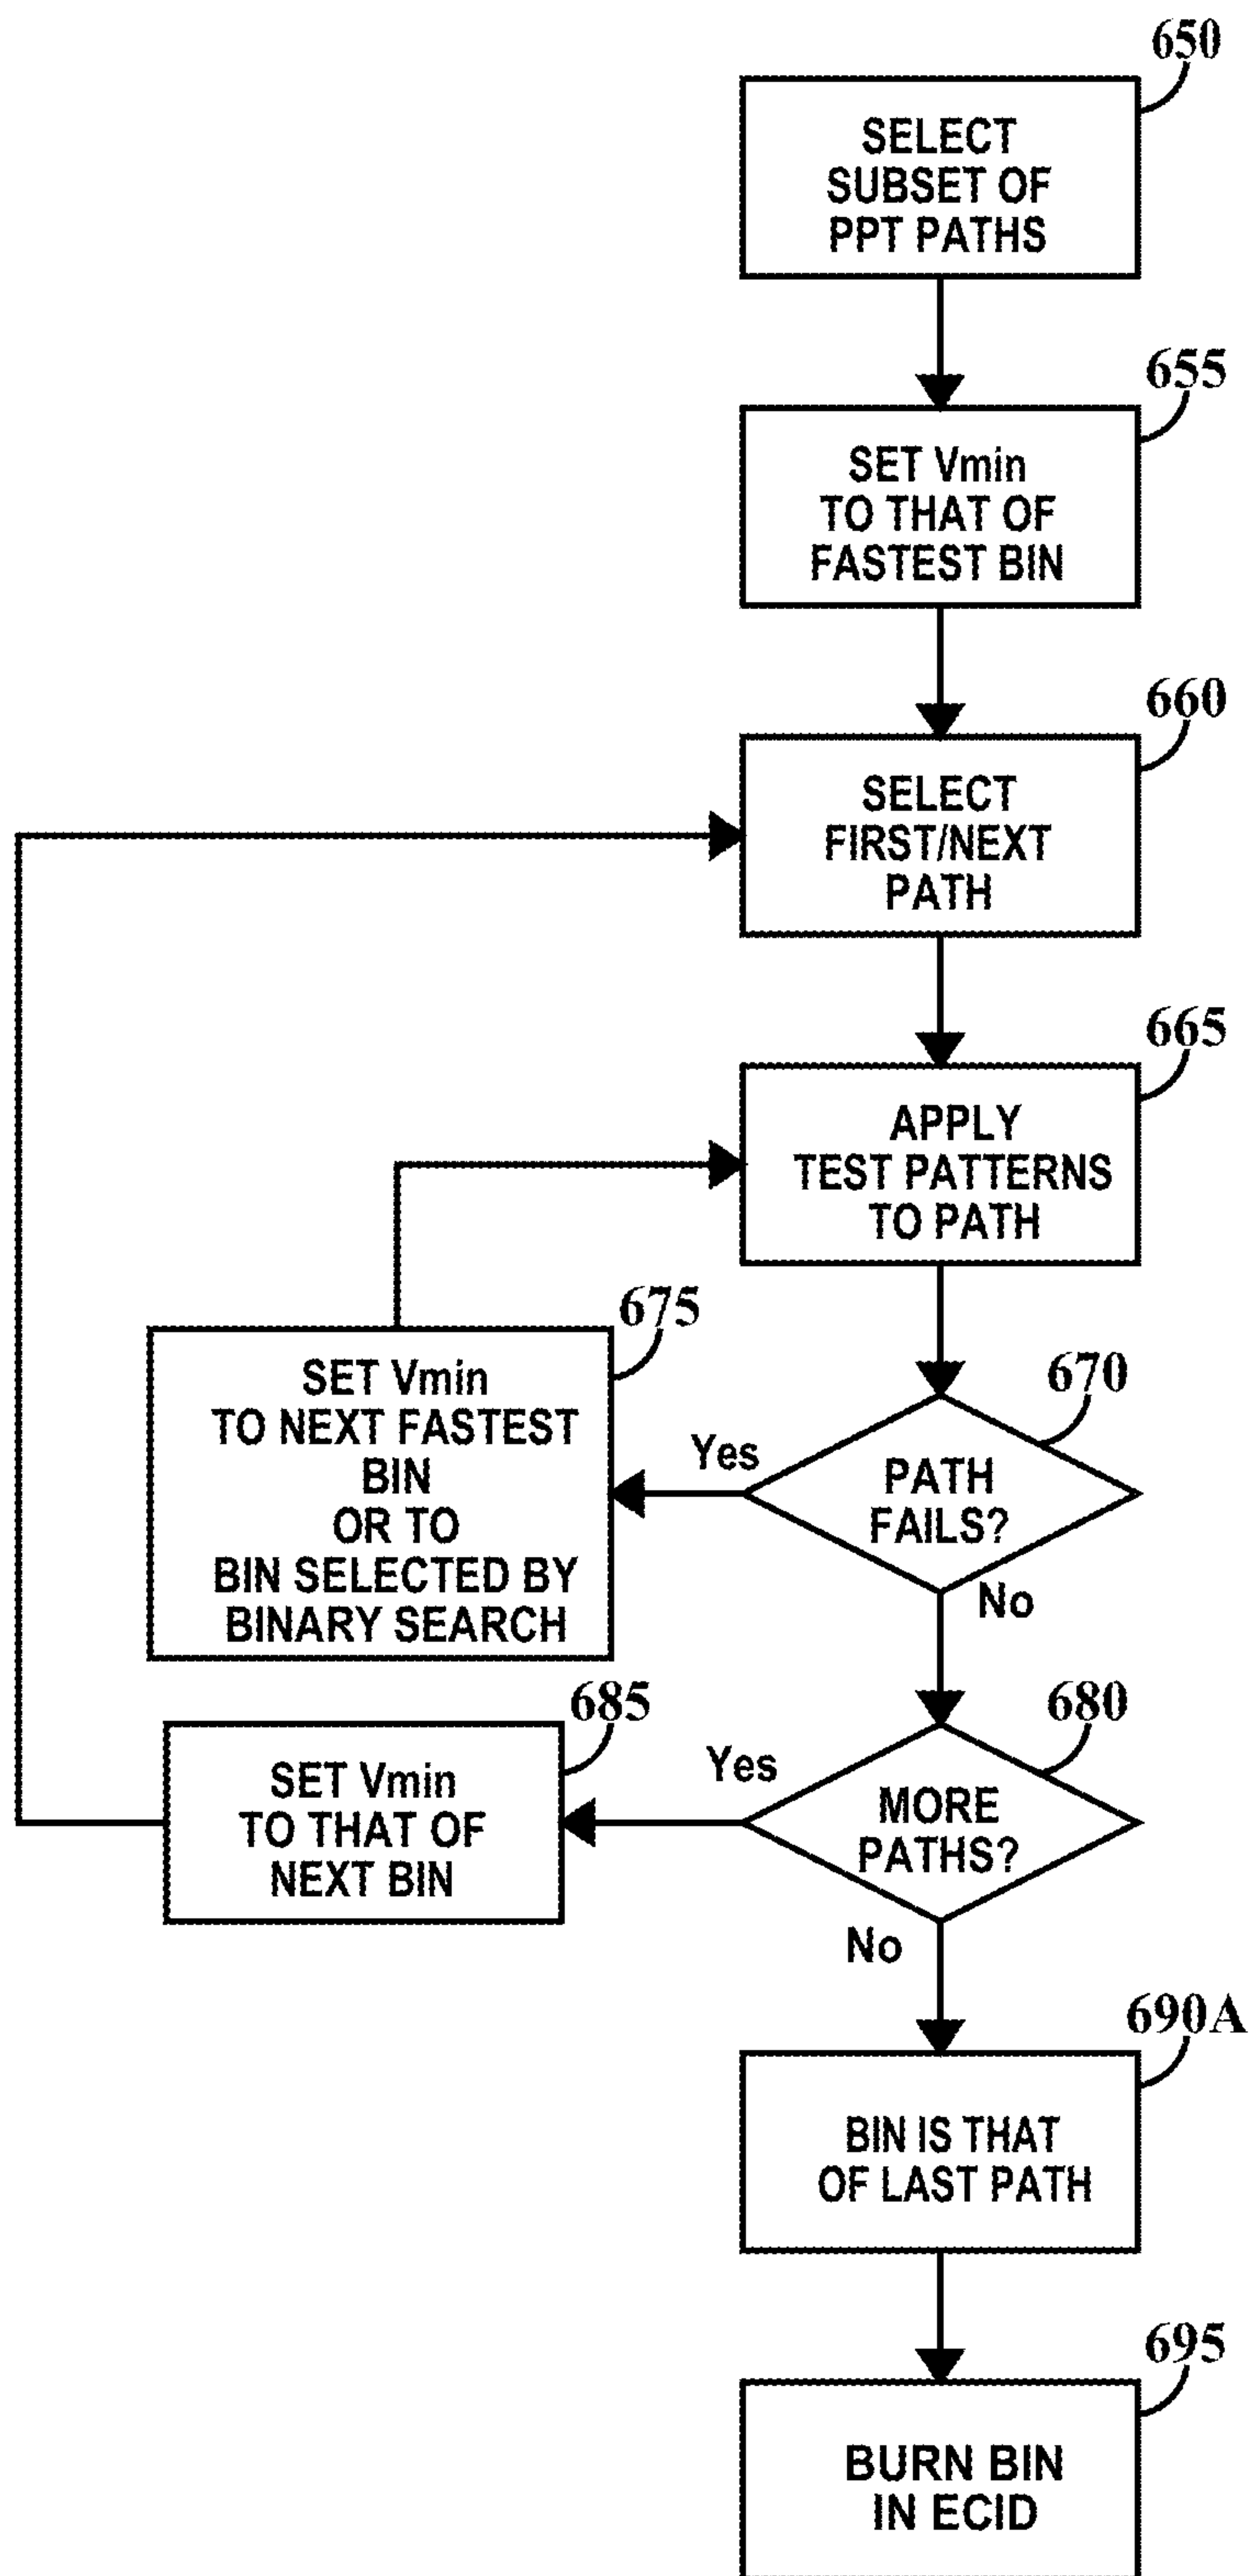 650
SELECT
SUBSET OF
PPT PATHS
655
SET Vmin
TO THAT OF
FASTEST BIN
660
SELECT
FIRST/NEXT
PATH
665
APPLY
TEST PATTERNS
TO PATH
675
SET Vmin
TO NEXT FASTEST
BIN
OR TO
BIN SELECTED BY
BINARY SEARCH
670
Yes
PATH
FAILS?
No
685
SET Vmin
TO THAT OF
NEXT BIN
680
Yes
MORE
PATHS?
No
690A
BIN IS THAT
OF LAST PATH
695
BURN BIN
IN ECID